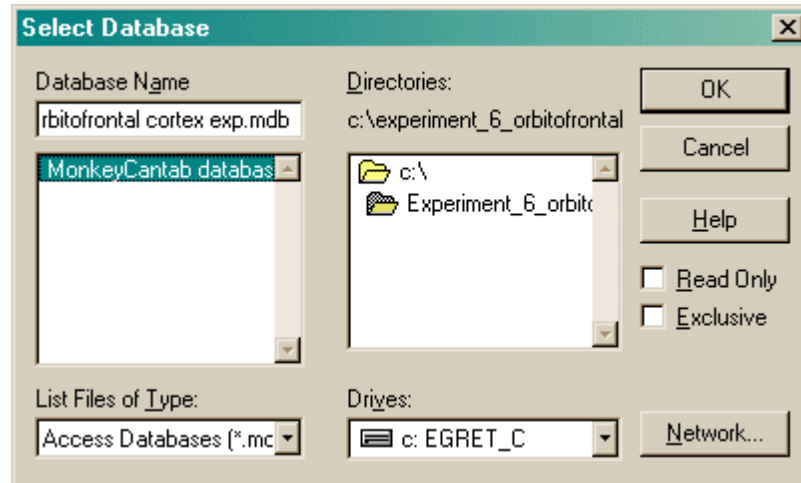 Select Database
Database Name
rbitofrontal cortex exp.mdb
MonkeyCantab databas
List Files of Type:
Access Databases (*.mc
Directories:
c:\experiment_6_orbitofrontal
c:\
Experiment_6_orbito
Drives:
c: EGRET_C
OK
Cancel
Help
Read Only
Exclusive
Network...